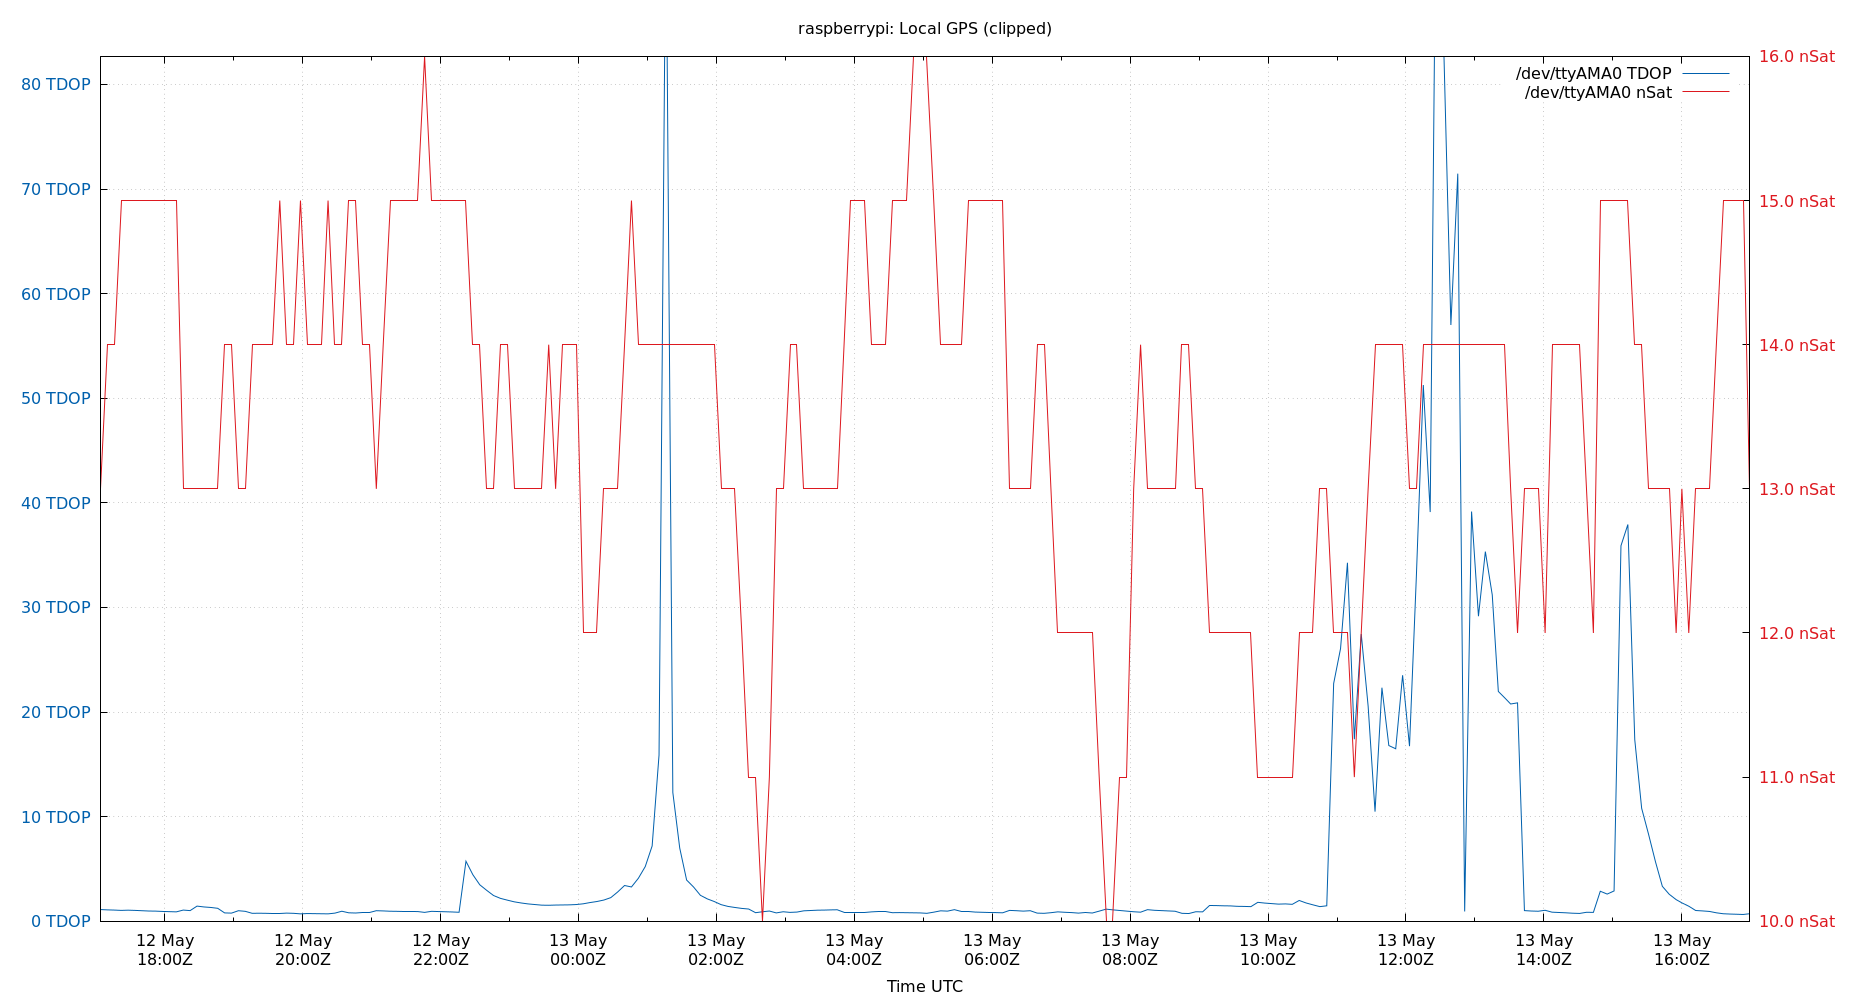 raspberrypi: Local GPS (clipped)
/dev/ttyAMA0 TDOP
/dev/ttyAMA0 nSat
80 TDOP
70 TDOP
60 TDOP
50 TDOP
40 TDOP
30 TDOP
20 TDOP
10 TDOP
0 TDOP
16.0 nSat
15.0 nSat
14.0 nSat
13.0 nSat
12.0 nSat
11.0 nSat
10.0 nSat
12 May 12 May 12 May 13 May 13 May 13 May 13 May 13 May 13 May 13 May 13 May 13 May
18:00Z 20:00Z 22:00Z 00:00Z 02:00Z 04:00Z 06:00Z 08:00Z 10:00Z 12:00Z 14:00Z 16:00Z
Time UTC